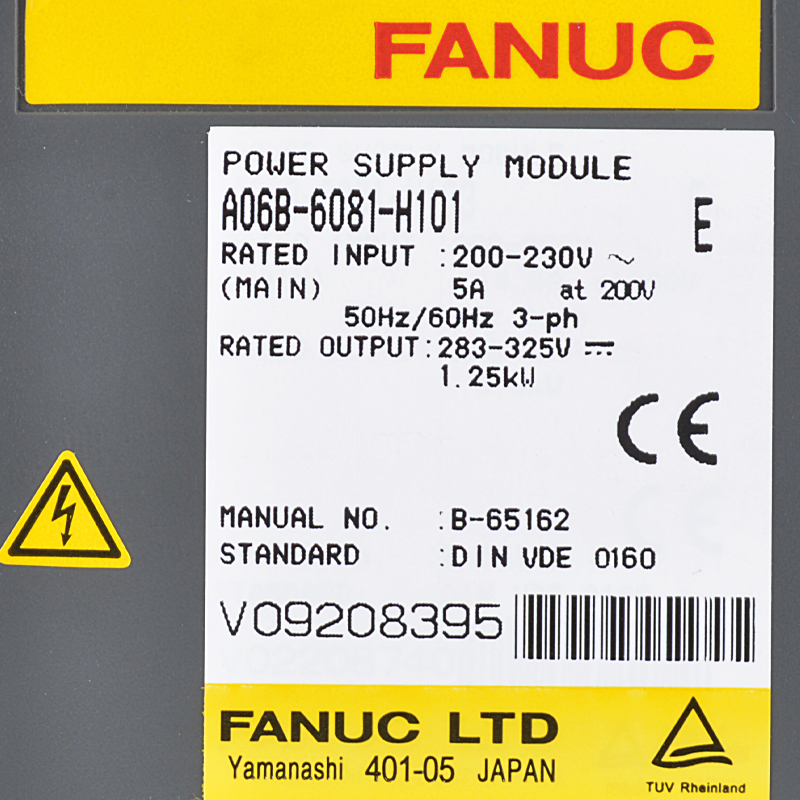 FANUC
POWER SUPPLY MODULE
A06B-6081-H101
E
RATED INPUT :200-230V ~
(MAIN) 5A at 200V
50Hz/60Hz 3-ph
RATED OUTPUT:283-325V ⎓
1.25kW
CE
MANUAL NO. :B-65162
STANDARD :DIN VDE 0160
V09208395
FANUC LTD
Yamanashi 401-05 JAPAN
TUV Rheinland